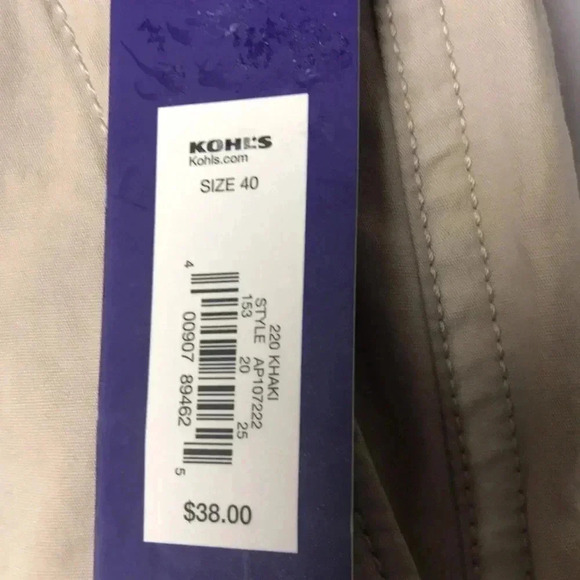 KOHL'S
Kohls.com
SIZE 40
220 KHAKI
STYLE AP107222
153 20 25
4 00907 89462 5
$38.00